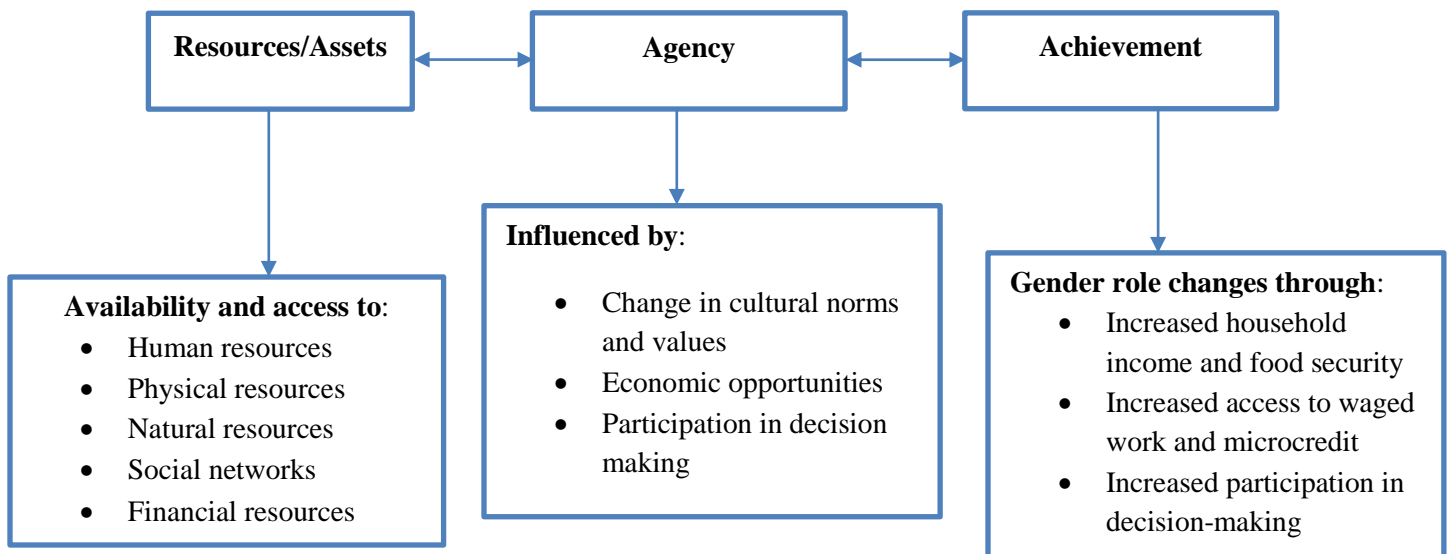 Resources/Assets
Agency
Achievement
Availability and access to:
• Human resources
• Physical resources
• Natural resources
• Social networks
• Financial resources
Influenced by:
• Change in cultural norms
and values
• Economic opportunities
• Participation in decision
making
Gender role changes through:
• Increased household
income and food security
• Increased access to waged
work and microcredit
• Increased participation in
decision-making